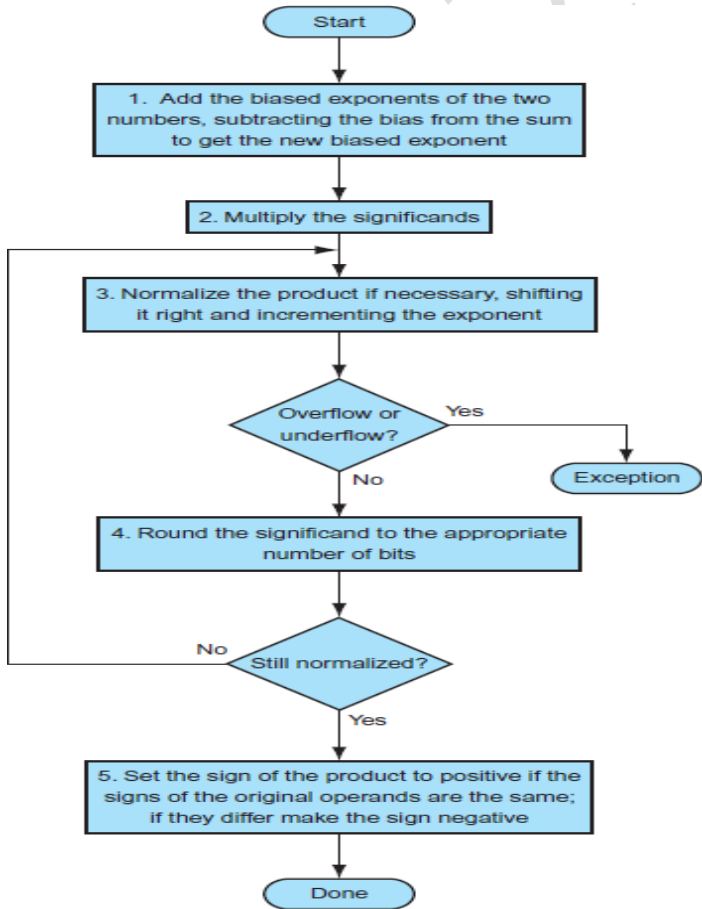 Start
1. Add the biased exponents of the two
numbers, subtracting the bias from the sum
to get the new biased exponent
2. Multiply the significands
3. Normalize the product if necessary, shifting
it right and incrementing the exponent
Overflow or
underflow?
Yes
Exception
No
4. Round the significand to the appropriate
number of bits
No
Still normalized?
Yes
5. Set the sign of the product to positive if the
signs of the original operands are the same;
if they differ make the sign negative
Done